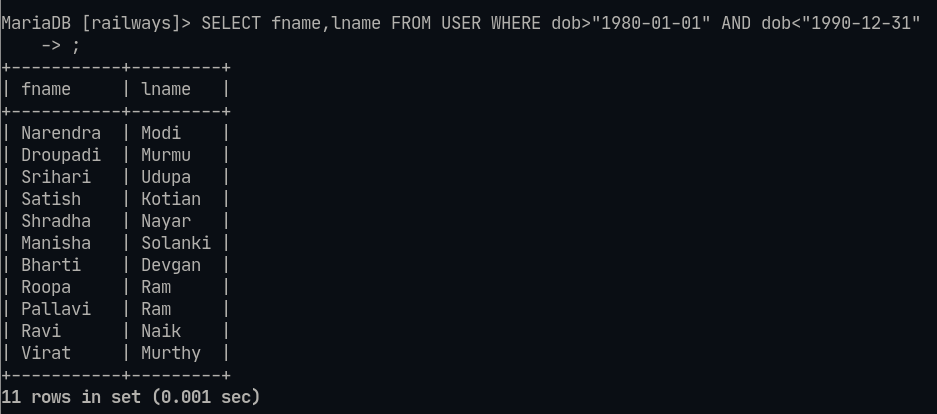 MariaDB [railways]> SELECT fname,lname FROM USER WHERE dob>"1980-01-01" AND dob<"1990-12-31"
    -> ;
+-----------+---------+
| fname     | lname   |
+-----------+---------+
| Narendra  | Modi    |
| Droupadi  | Murmu   |
| Srihari   | Udupa   |
| Satish    | Kotian  |
| Shradha   | Nayar   |
| Manisha   | Solanki |
| Bharti    | Devgan  |
| Roopa     | Ram     |
| Pallavi   | Ram     |
| Ravi      | Naik    |
| Virat     | Murthy  |
+-----------+---------+
11 rows in set (0.001 sec)